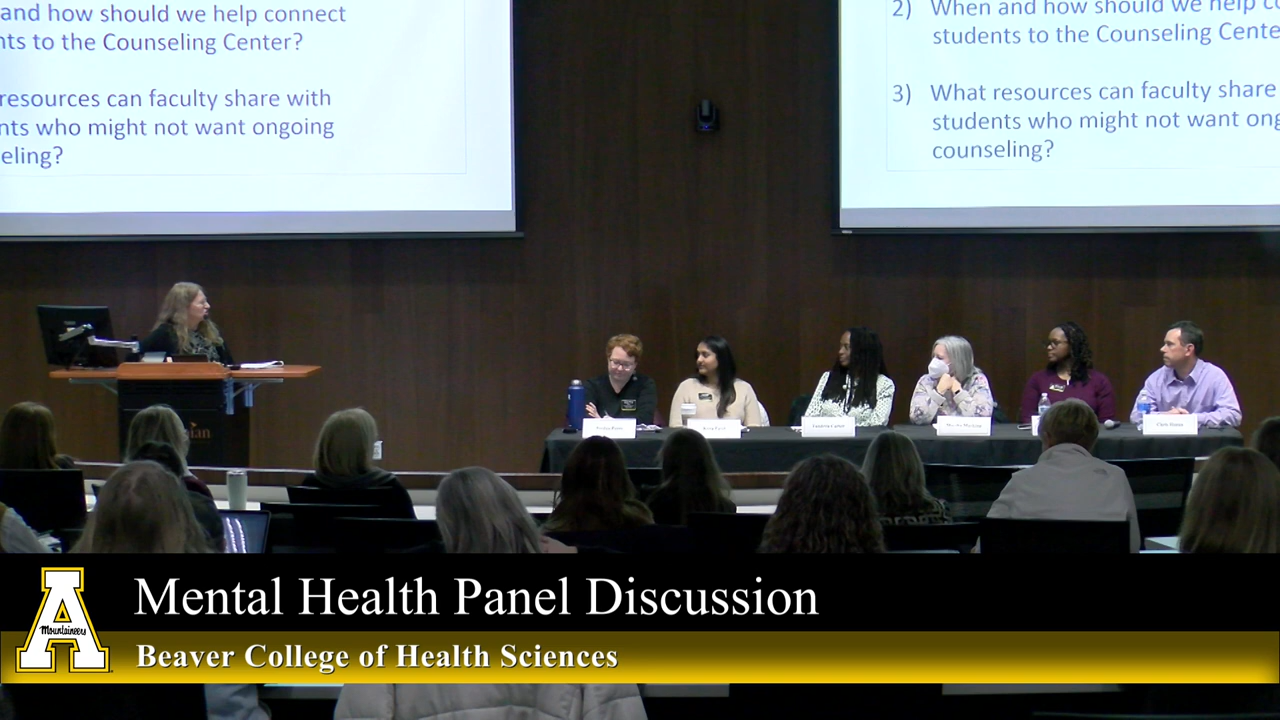 and how should we help connect
nts to the Counseling Center?
resources can faculty share with
nts who might not want ongoing
eling?
2) When and how should we help co
students to the Counseling Cente
3) What resources can faculty share
students who might not want ong
counseling?
Mental Health Panel Discussion
Beaver College of Health Sciences
A
Mountaineers